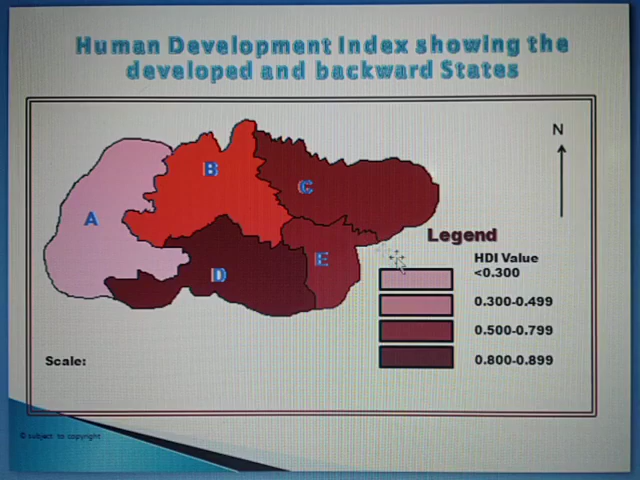 Human Development Index showing the
developed and backward States
N
B
C
A
Legend
E
D
HDI Value
<0.300
0.300-0.499
0.500-0.799
0.800-0.899
Scale:
© subject to copyright